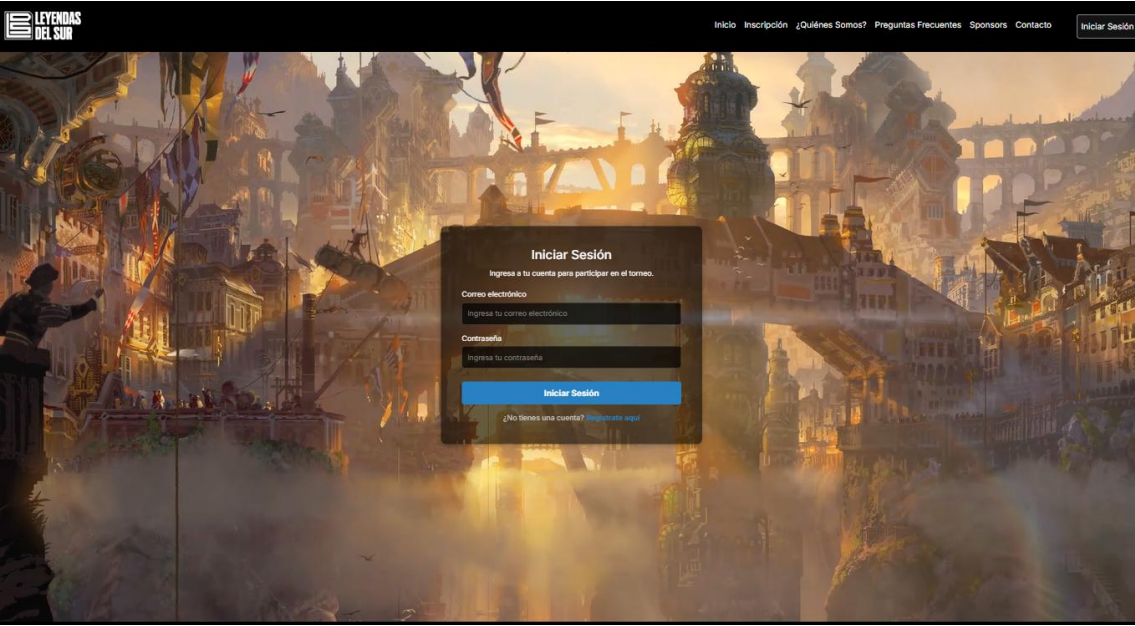 LEYENDAS
DEL SUR
Inicio Inscripción ¿Quiénes Somos? Preguntas Frecuentes Sponsors Contacto Iniciar Sesión
Iniciar Sesión
Ingresa a tu cuenta para participar en el torneo.
Correo electrónico
Ingresa tu correo electrónico
Contraseña
Ingresa tu contraseña
Iniciar Sesión
¿No tienes una cuenta? Regístrate aquí